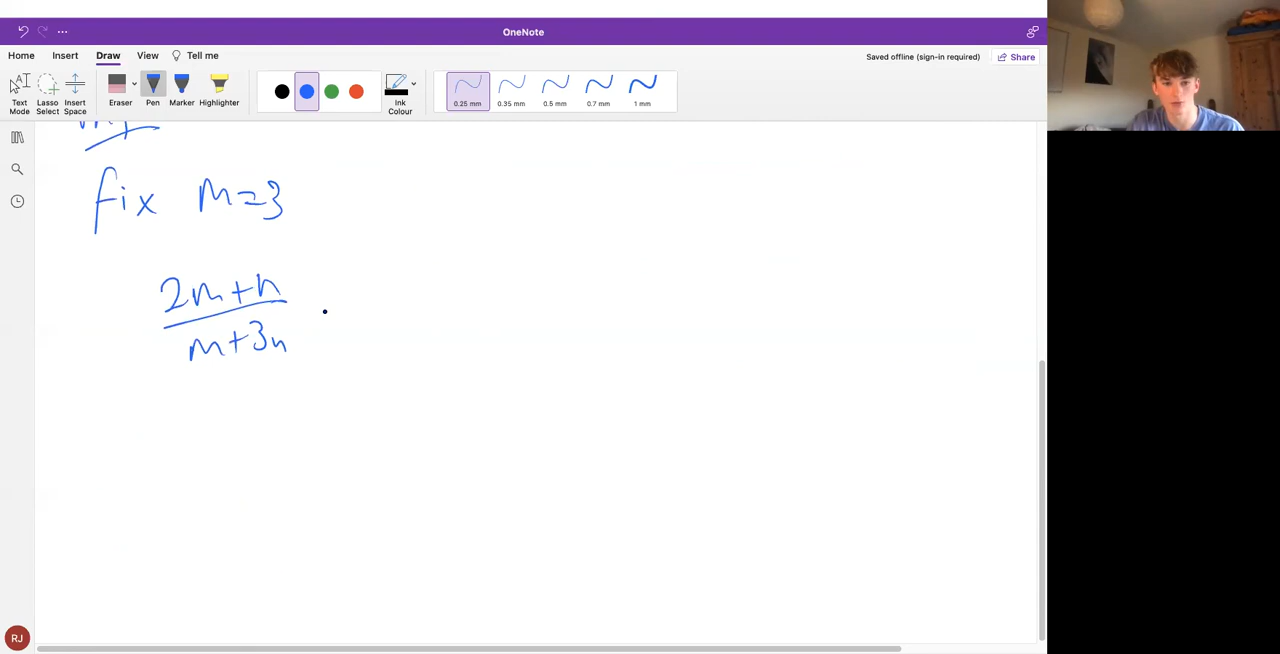 OneNote
Home Insert Draw View Tell me
Saved offline (sign-in required) Share
Text Mode Lasso Select Insert Space Eraser Pen Marker Highlighter Ink Colour 0.25 mm 0.35 mm 0.5 mm 0.7 mm 1 mm
fix m=3
2m+n
m+3n
RJ